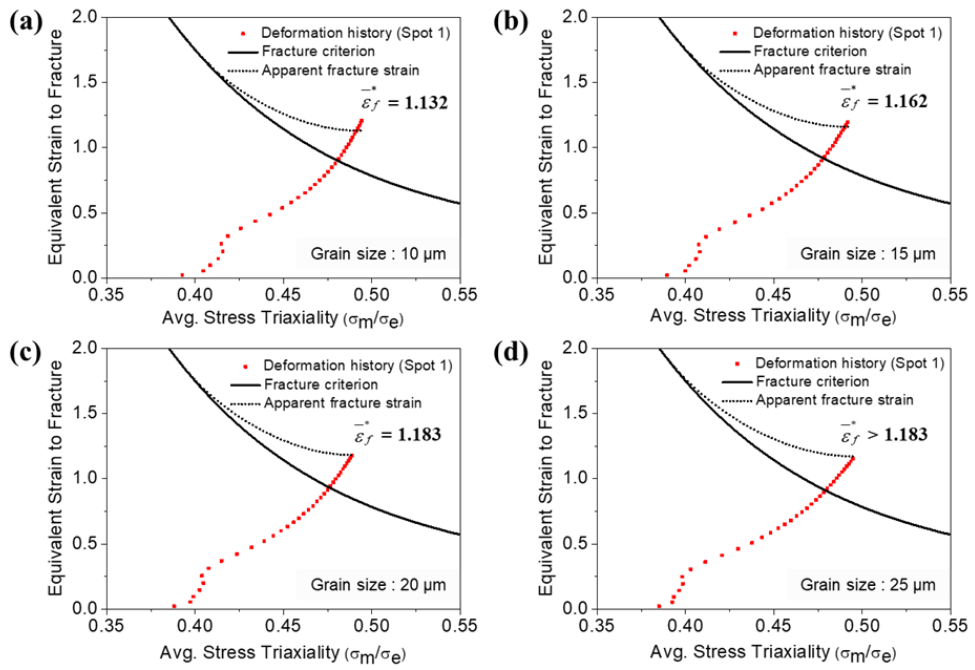 (a)
2.0
1.5
1.0
0.5
0.0
Equivalent Strain to Fracture
Deformation history (Spot 1)
Fracture criterion
Apparent fracture strain
ε̄*f = 1.132
Grain size : 10 μm
0.35 0.40 0.45 0.50 0.55
Avg. Stress Triaxiality (σm/σe)
(b)
2.0
1.5
1.0
0.5
0.0
Equivalent Strain to Fracture
Deformation history (Spot 1)
Fracture criterion
Apparent fracture strain
ε̄*f = 1.162
Grain size : 15 μm
0.35 0.40 0.45 0.50 0.55
Avg. Stress Triaxiality (σm/σe)
(c)
2.0
1.5
1.0
0.5
0.0
Equivalent Strain to Fracture
Deformation history (Spot 1)
Fracture criterion
Apparent fracture strain
ε̄*f = 1.183
Grain size : 20 μm
0.35 0.40 0.45 0.50 0.55
Avg. Stress Triaxiality (σm/σe)
(d)
2.0
1.5
1.0
0.5
0.0
Equivalent Strain to Fracture
Deformation history (Spot 1)
Fracture criterion
Apparent fracture strain
ε̄*f > 1.183
Grain size : 25 μm
0.35 0.40 0.45 0.50 0.55
Avg. Stress Triaxiality (σm/σe)